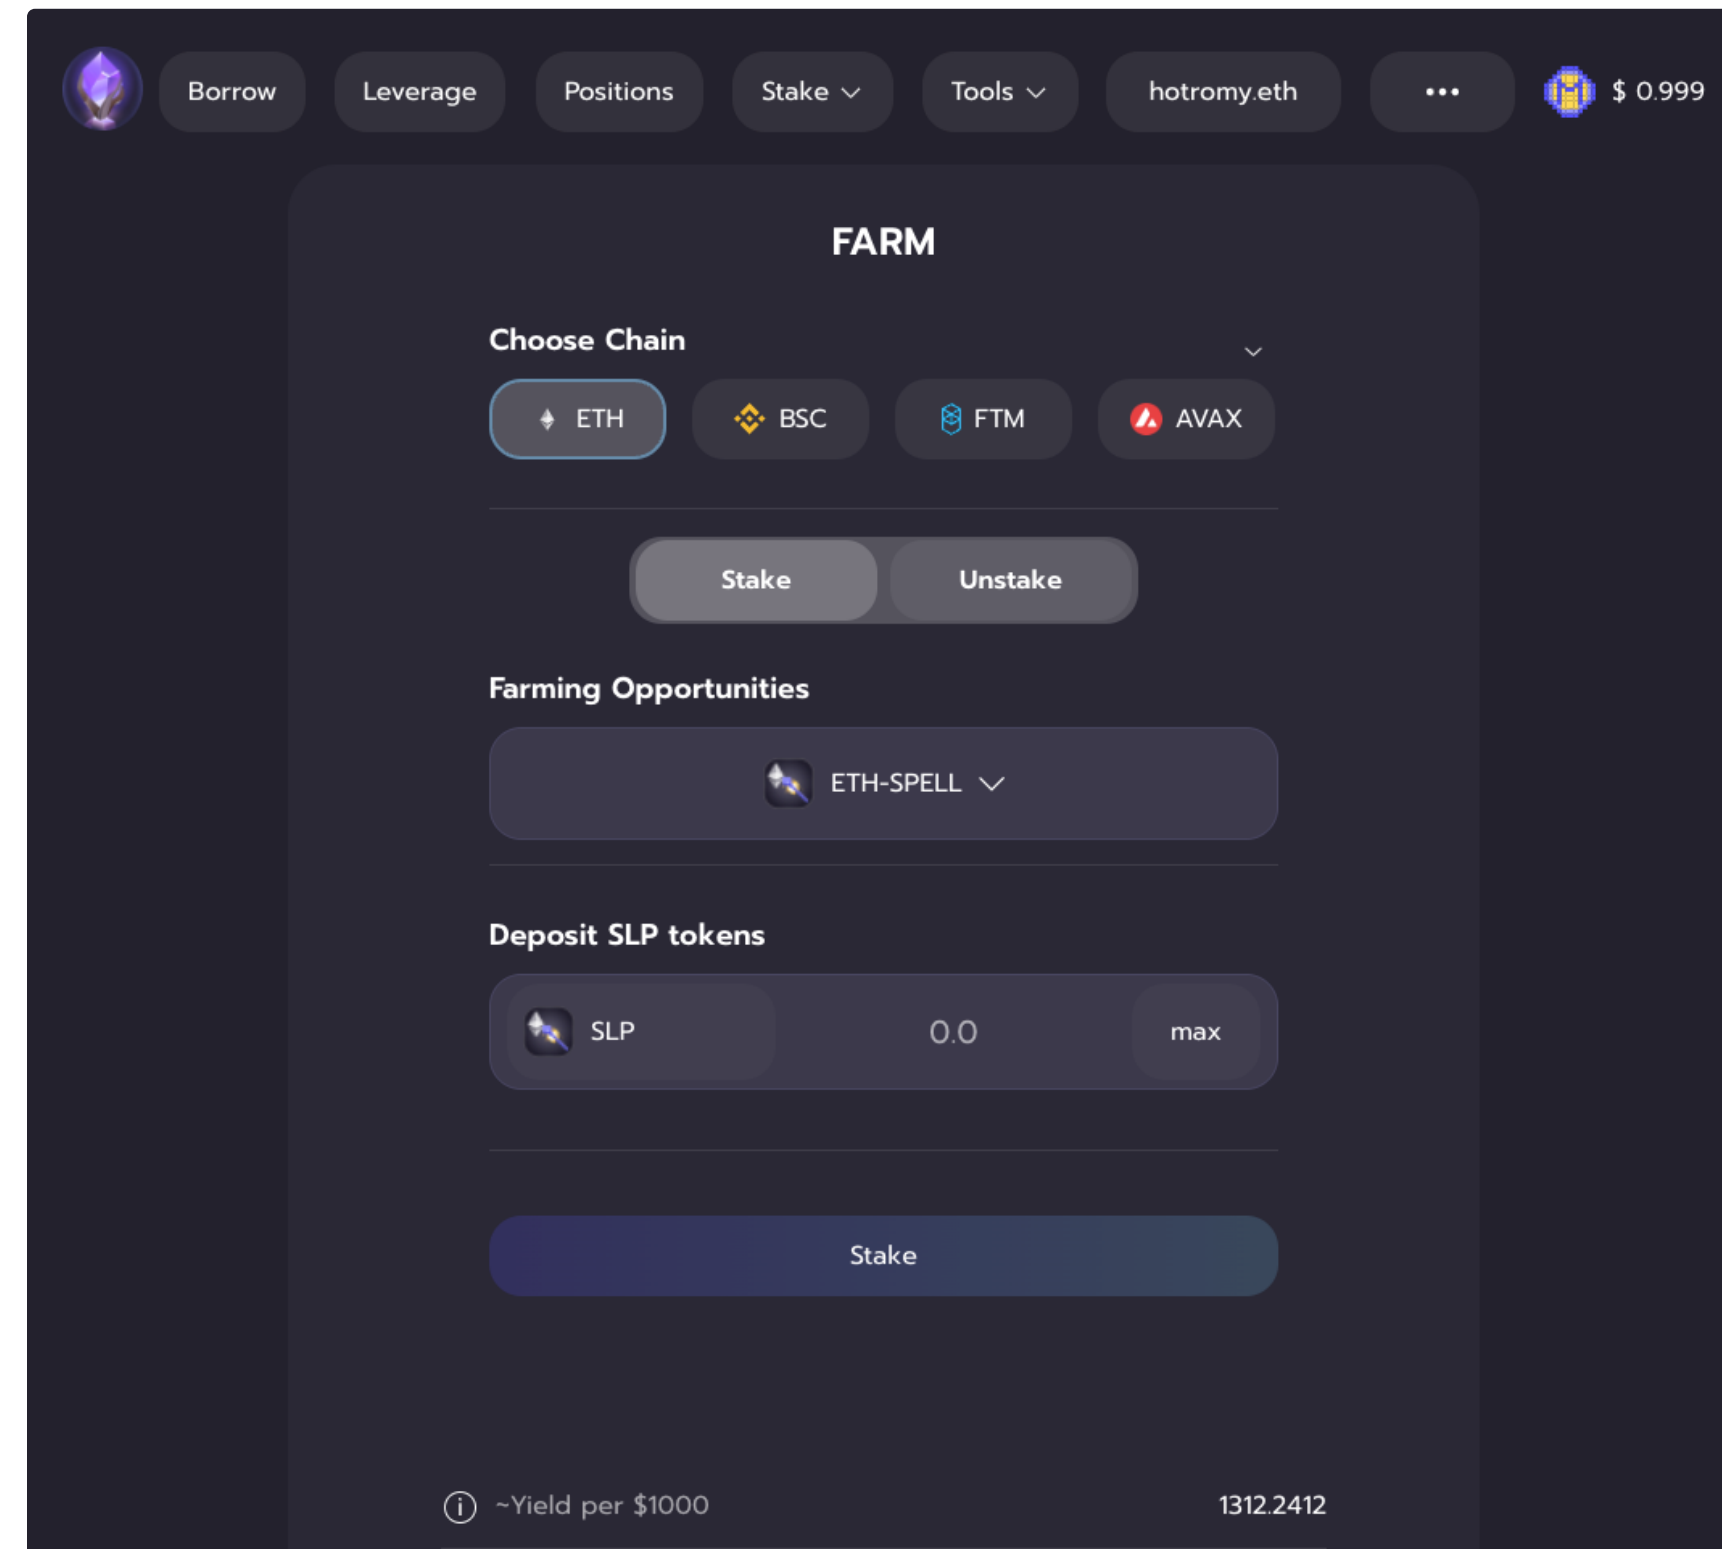 Borrow Leverage Positions Stake Tools hotromy.eth ••• $ 0.999
FARM
Choose Chain
ETH BSC FTM AVAX
Stake Unstake
Farming Opportunities
ETH-SPELL
Deposit SLP tokens
SLP 0.0 max
Stake
~Yield per $1000 1312.2412